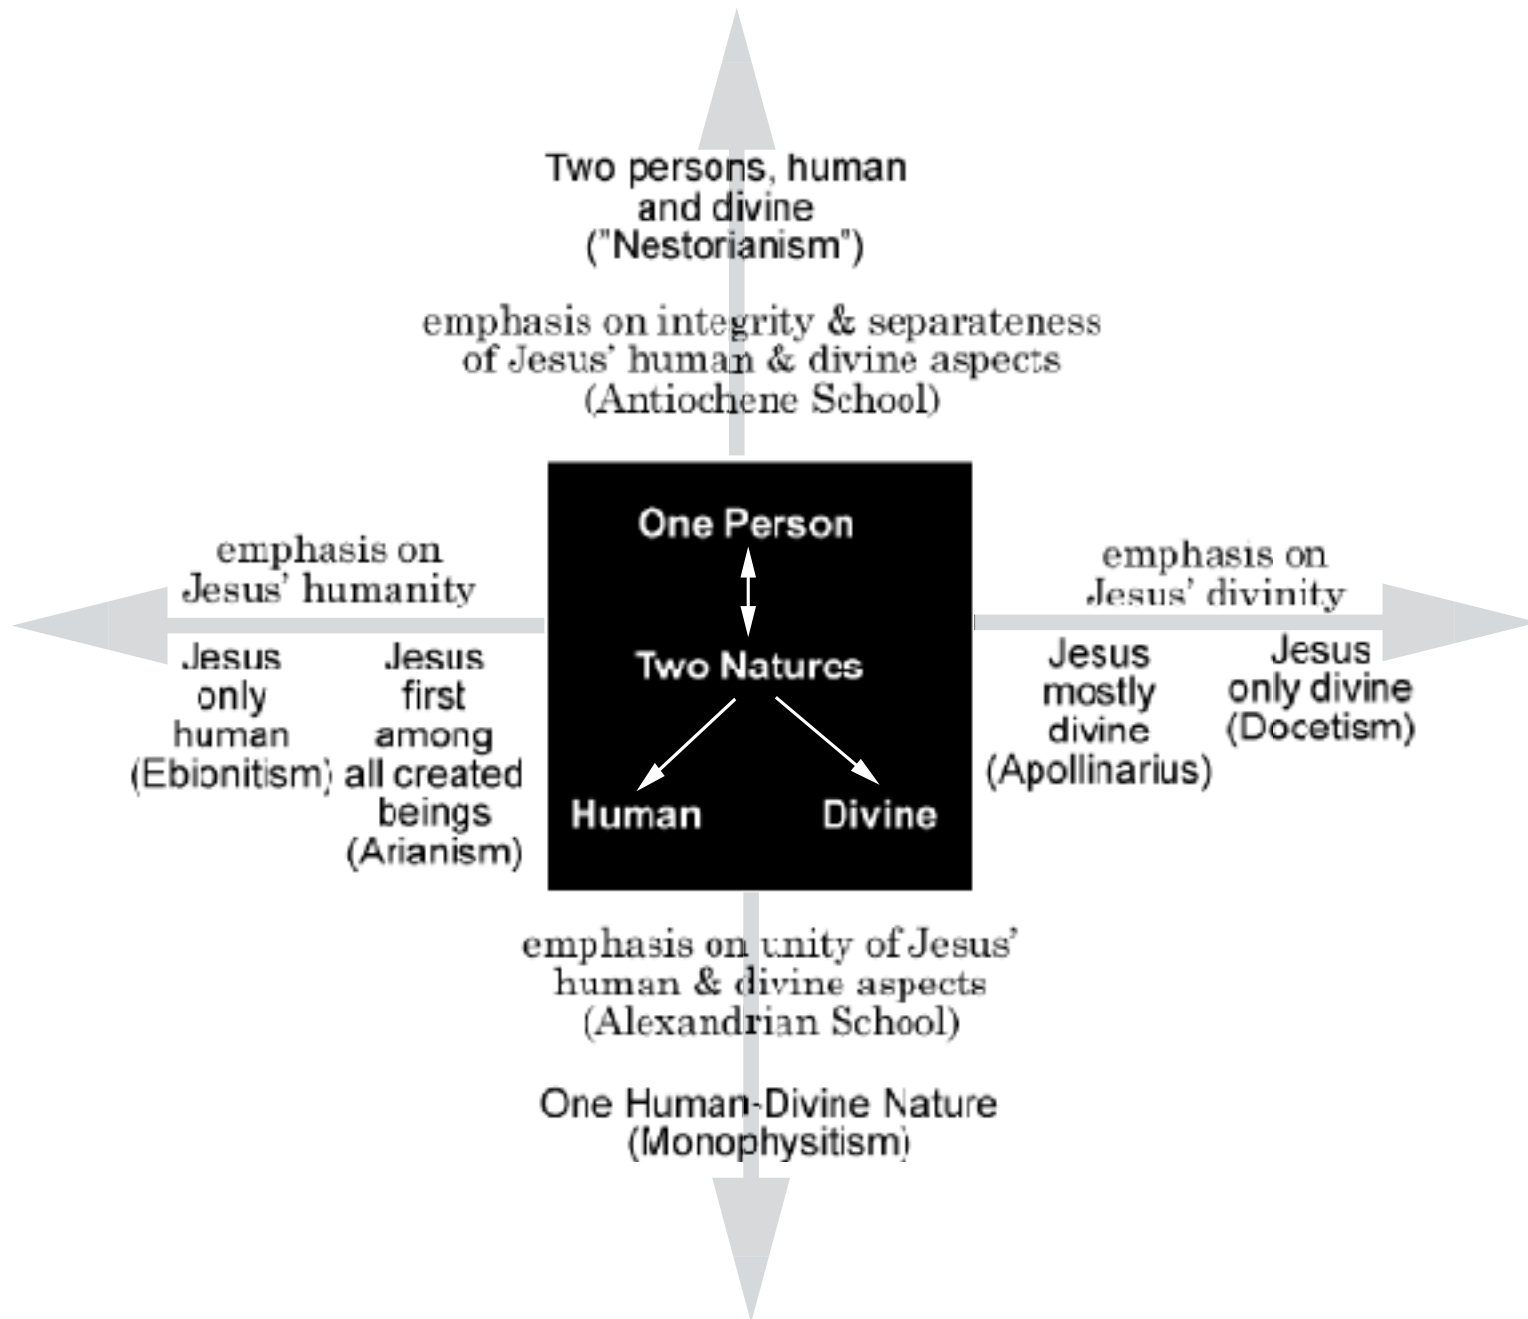 Two persons, human
and divine
("Nestorianism")
emphasis on integrity & separateness
of Jesus' human & divine aspects
(Antiochene School)
One Person
Two Natures
Human
Divine
emphasis on
Jesus' humanity
Jesus
only
human
(Ebionitism)
Jesus
first
among
all created
beings
(Arianism)
emphasis on
Jesus' divinity
Jesus
mostly
divine
(Apollinarius)
Jesus
only divine
(Docetism)
emphasis on unity of Jesus'
human & divine aspects
(Alexandrian School)
One Human-Divine Nature
(Monophysitism)